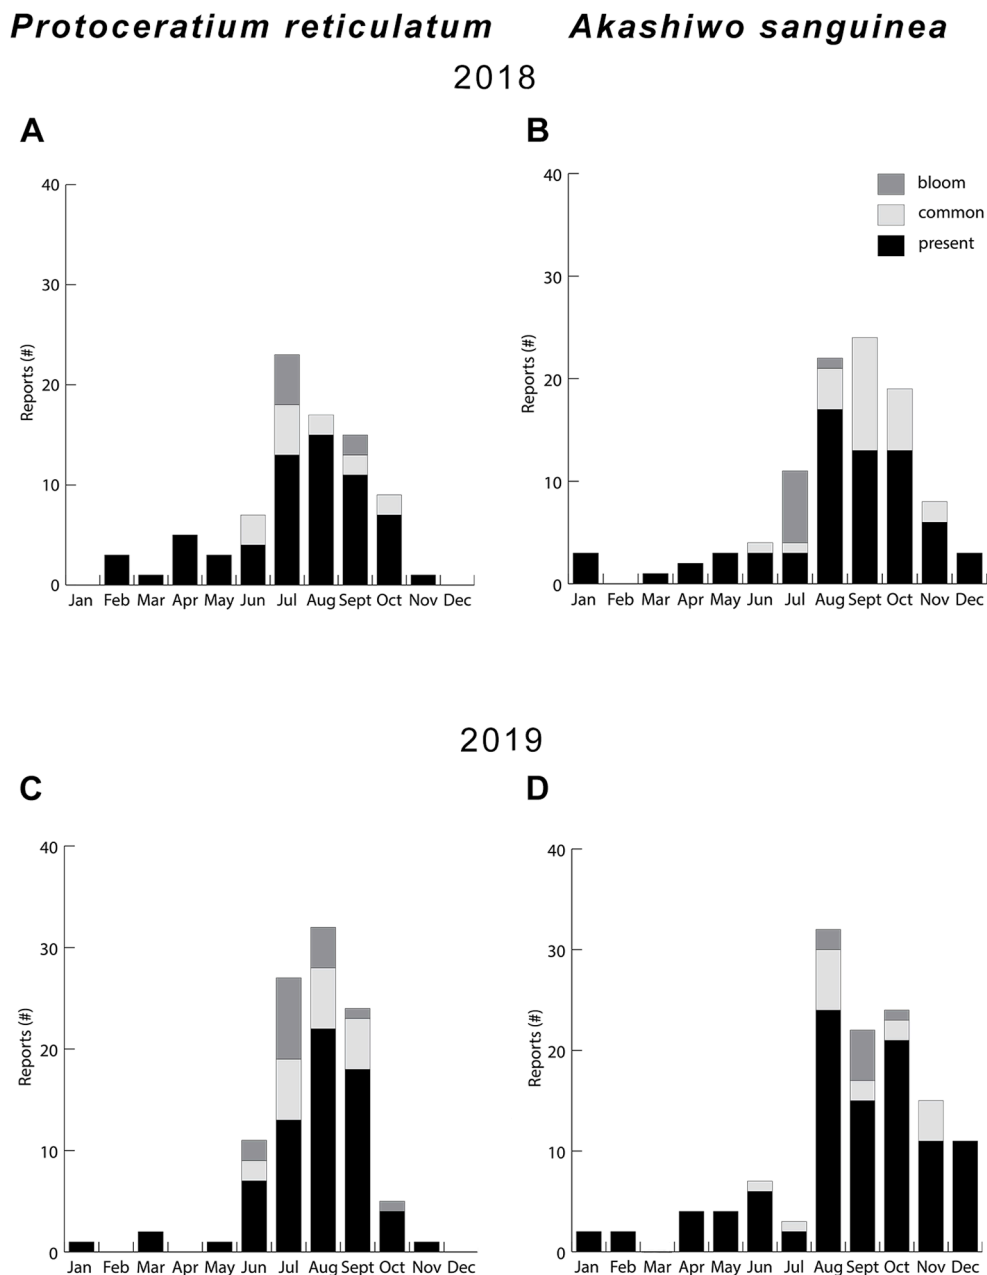 Protoceratium reticulatum
Akashiwo sanguinea
2018
A
40
30
20
10
0
Reports (#)
Jan Feb Mar Apr May Jun Jul Aug Sept Oct Nov Dec
B
40
30
20
10
0
Reports (#)
bloom
common
present
Jan Feb Mar Apr May Jun Jul Aug Sept Oct Nov Dec
2019
C
40
30
20
10
0
Reports (#)
Jan Feb Mar Apr May Jun Jul Aug Sept Oct Nov Dec
D
40
30
20
10
0
Reports (#)
Jan Feb Mar Apr May Jun Jul Aug Sept Oct Nov Dec